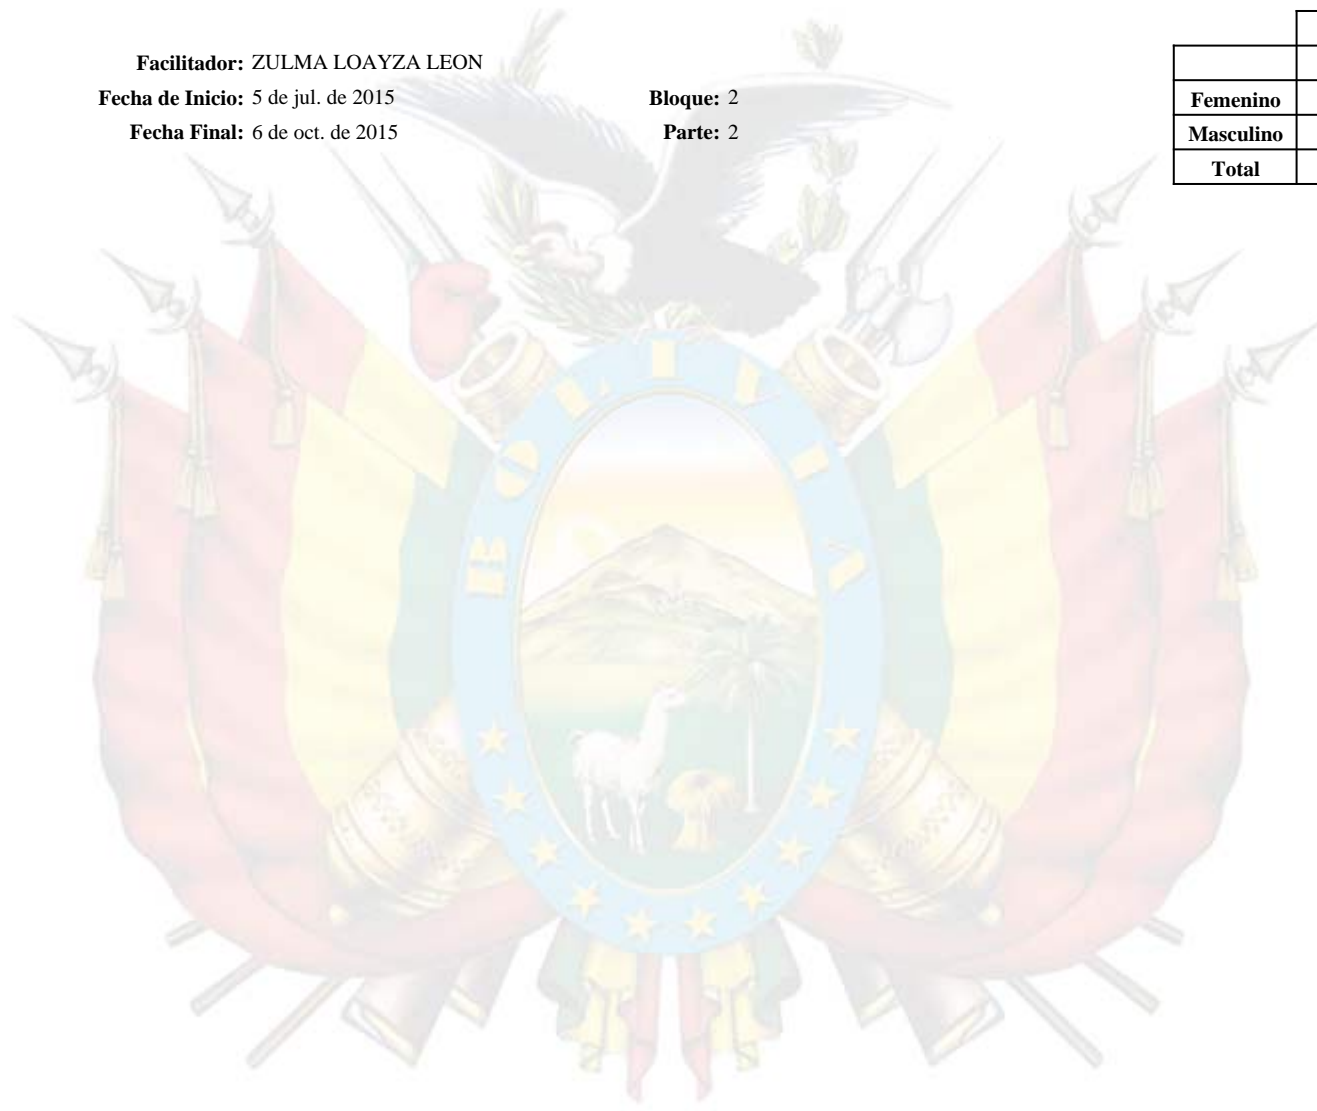 Facilitador: ZULMA LOAYZA LEON
Fecha de Inicio: 5 de jul. de 2015 Bloque: 2
Fecha Final: 6 de oct. de 2015 Parte: 2
Femenino
Masculino
Total
BOLIVIA